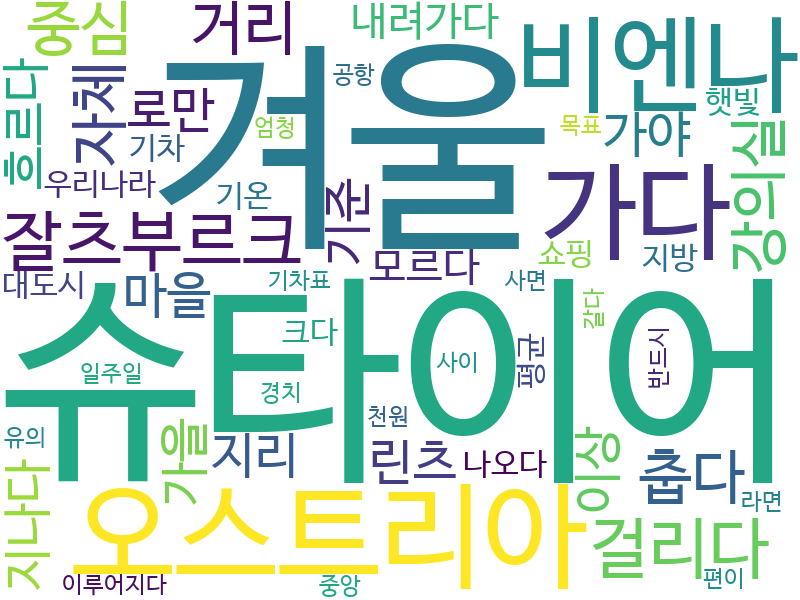 중심
거리
내려가다
비엔나
겨울
공항
흐르다
자체
로만
엄청
목표
가야
햇빛
기차
우리나라
기온
기준
가다
강의실
잘츠부르크
모르다
쇼핑
지방
대도시
마을
기차표
사면
갈다
슈타이어
크다
사이
평균
반드시
일주일
경치
천원
유의
가을
지리
린츠
나오다
이상
춥다
라면
지나다
오스트리아
걸리다
이루어지다
중앙
편이